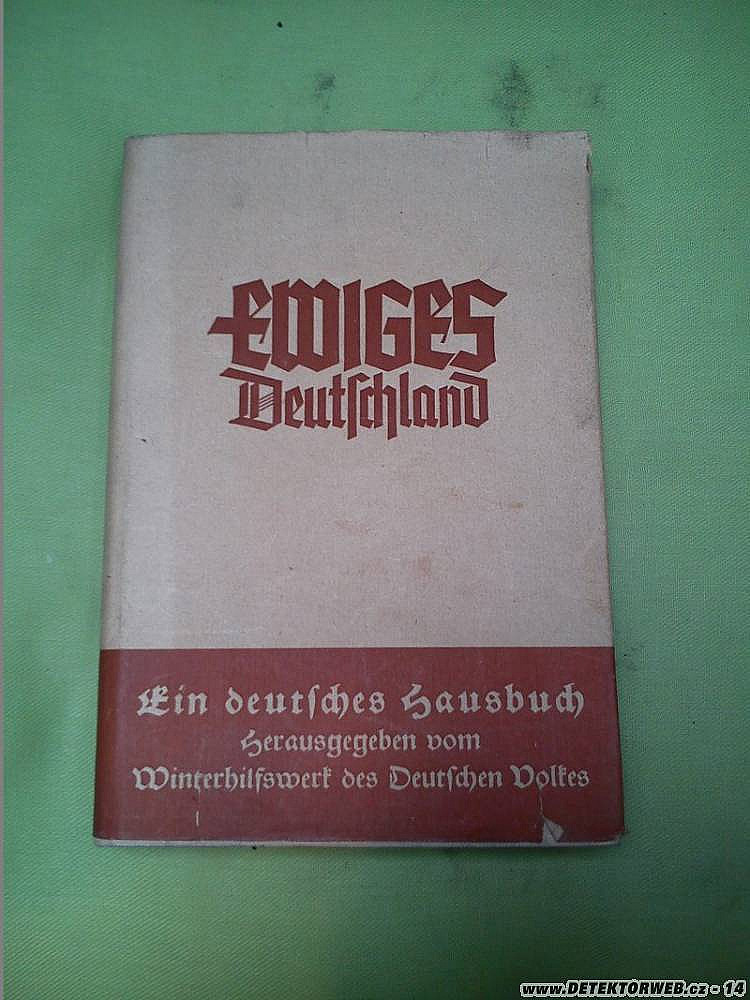 EWIGES
Deutſchland
Ein deutſches Hausbuch
Herausgegeben vom
Winterhilfswerk des Deutſchen Volkes
www.DETEKTORWEB.cz - 14